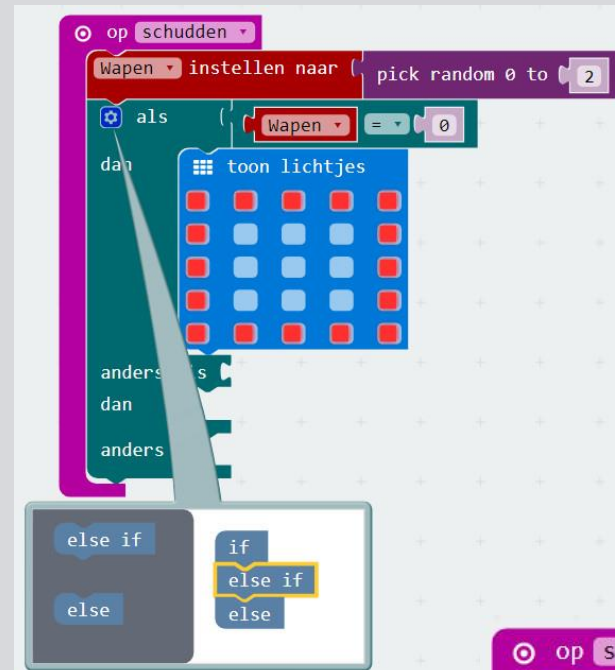 op schudden
Wapen instellen naar pick random 0 to 2
als Wapen = 0
dan toon lichtjes
anders
dan
anders
else if if
else if
else else
op